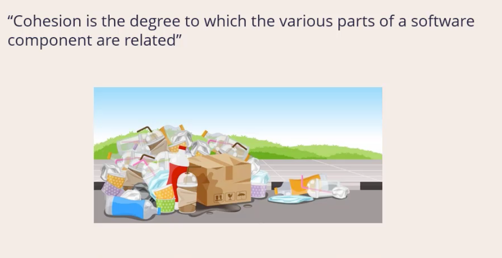 “Cohesion is the degree to which the various parts of a software
component are related”